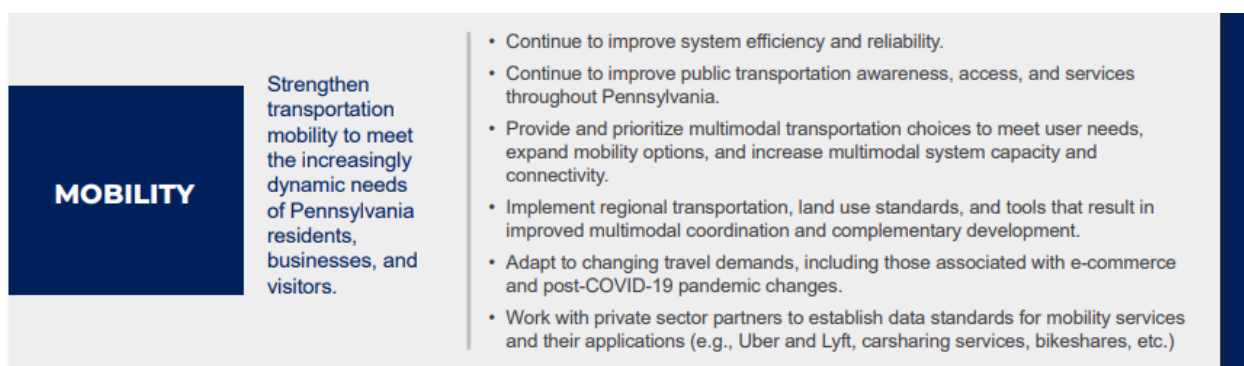 MOBILITY
Strengthen
transportation
mobility to meet
the increasingly
dynamic needs
of Pennsylvania
residents,
businesses, and
visitors.
• Continue to improve system efficiency and reliability.
• Continue to improve public transportation awareness, access, and services
throughout Pennsylvania.
• Provide and prioritize multimodal transportation choices to meet user needs,
expand mobility options, and increase multimodal system capacity and
connectivity.
• Implement regional transportation, land use standards, and tools that result in
improved multimodal coordination and complementary development.
• Adapt to changing travel demands, including those associated with e-commerce
and post-COVID-19 pandemic changes.
• Work with private sector partners to establish data standards for mobility services
and their applications (e.g., Uber and Lyft, carsharing services, bikeshares, etc.)